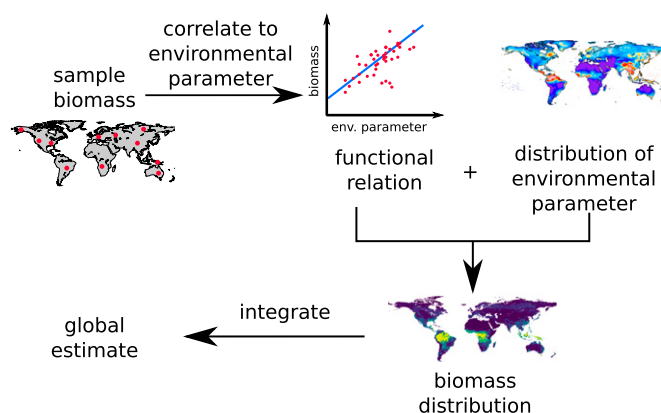 correlate to
environmental
parameter
sample
biomass
biomass
env. parameter
functional
relation
+
distribution of
environmental
parameter
integrate
global
estimate
biomass
distribution